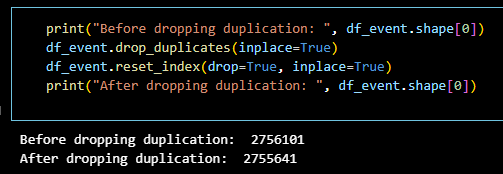 print("Before dropping duplication: ", df_event.shape[0])
df_event.drop_duplicates(inplace=True)
df_event.reset_index(drop=True, inplace=True)
print("After dropping duplication: ", df_event.shape[0])
Before dropping duplication:  2756101
After dropping duplication:  2755641